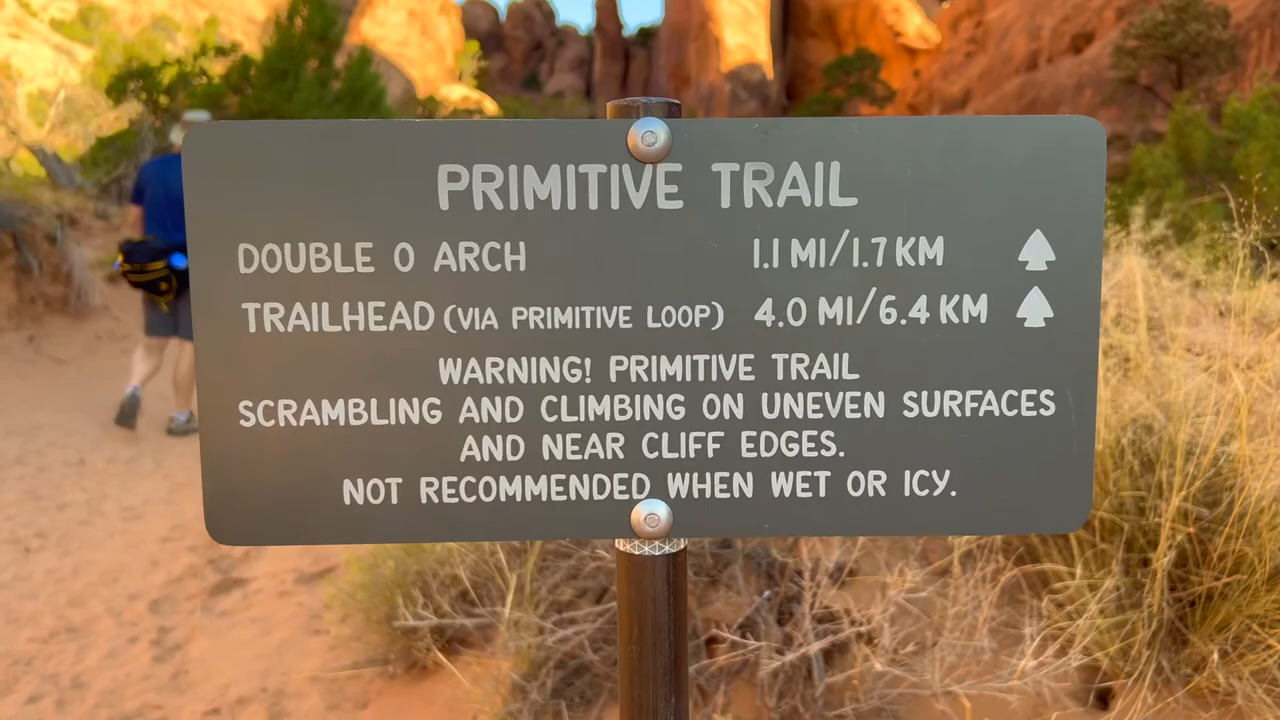 PRIMITIVE TRAIL
DOUBLE O ARCH 1.1 MI/1.7 KM
TRAILHEAD (VIA PRIMITIVE LOOP) 4.0 MI/6.4 KM
WARNING! PRIMITIVE TRAIL
SCRAMBLING AND CLIMBING ON UNEVEN SURFACES
AND NEAR CLIFF EDGES.
NOT RECOMMENDED WHEN WET OR ICY.